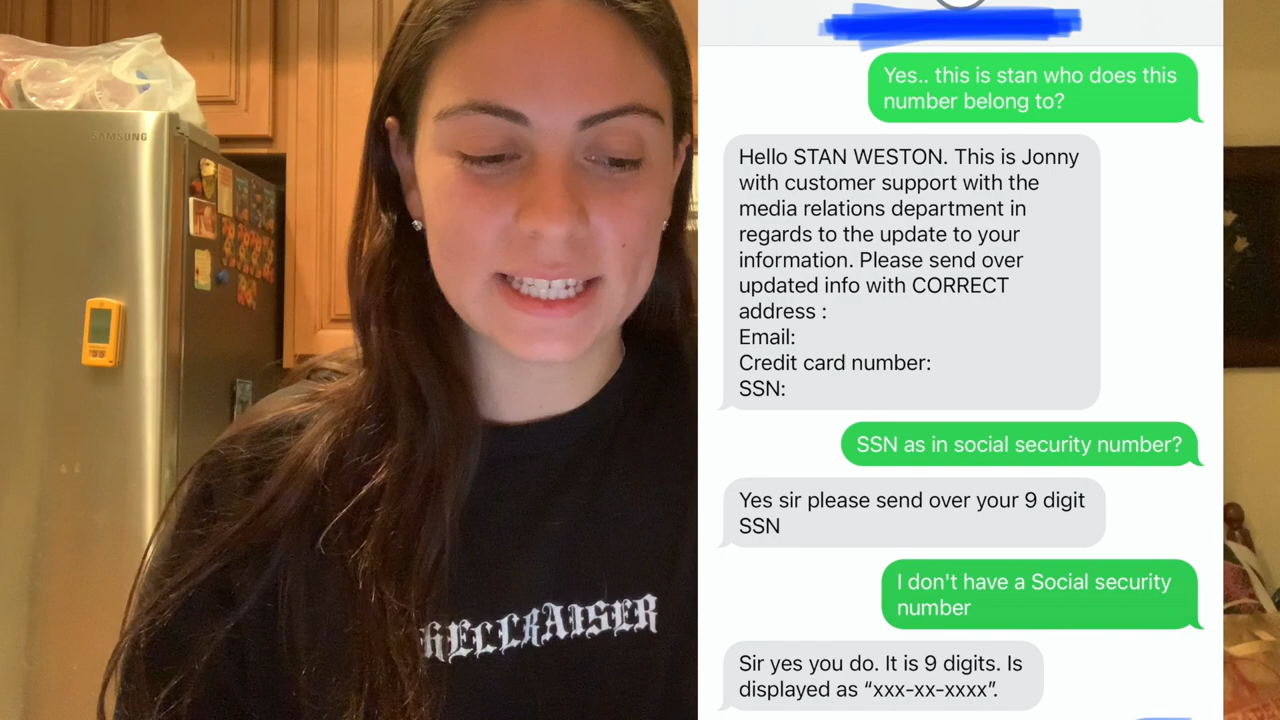 SAMSUNG
HELLRAISER
Yes.. this is stan who does this
number belong to?
Hello STAN WESTON. This is Jonny
with customer support with the
media relations department in
regards to the update to your
information. Please send over
updated info with CORRECT
address :
Email:
Credit card number:
SSN:
SSN as in social security number?
Yes sir please send over your 9 digit
SSN
I don't have a Social security
number
Sir yes you do. It is 9 digits. Is
displayed as “xxx-xx-xxxx”.